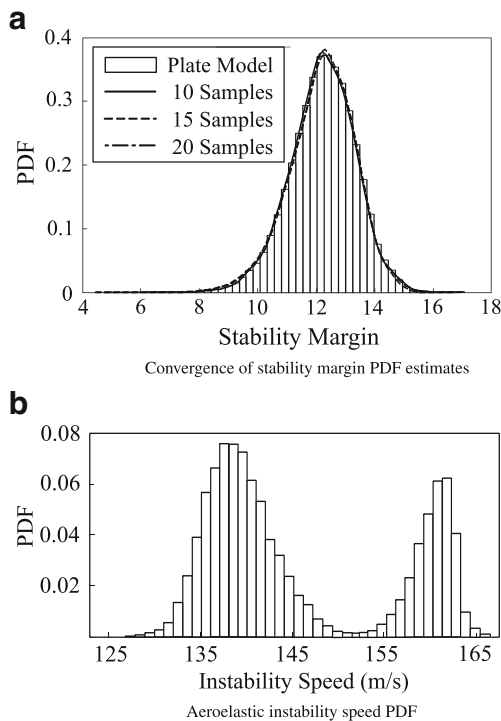 a
0.4
0.3
0.2
0.1
0
PDF
Plate Model
10 Samples
15 Samples
20 Samples
4 6 8 10 12 14 16 18
Stability Margin
Convergence of stability margin PDF estimates
b
0.08
0.06
0.04
0.02
PDF
125 135 145 155 165
Instability Speed (m/s)
Aeroelastic instability speed PDF